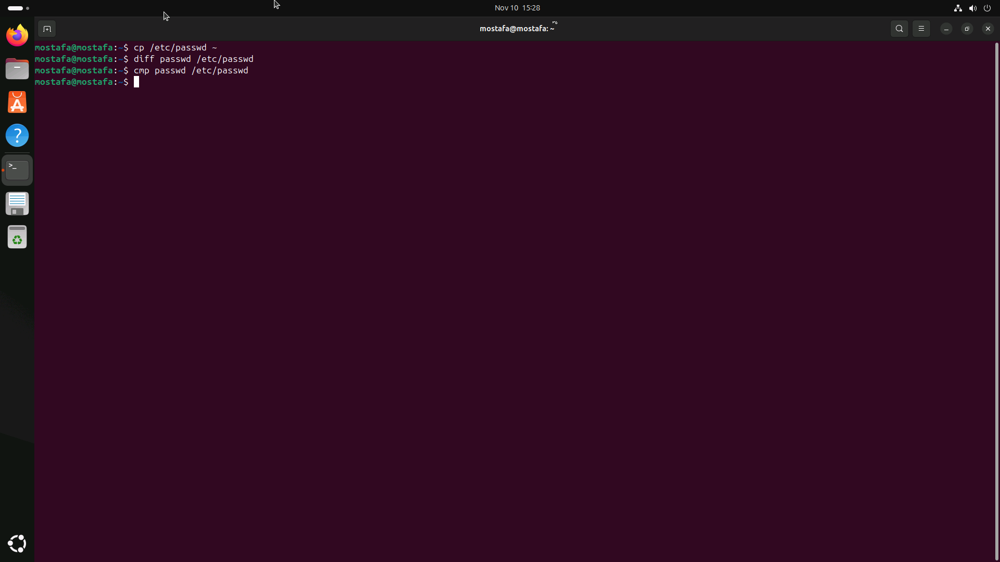 Nov 10 15:28
mostafa@mostafa: ~
mostafa@mostafa:~$ cp /etc/passwd ~
mostafa@mostafa:~$ diff passwd /etc/passwd
mostafa@mostafa:~$ cmp passwd /etc/passwd
mostafa@mostafa:~$